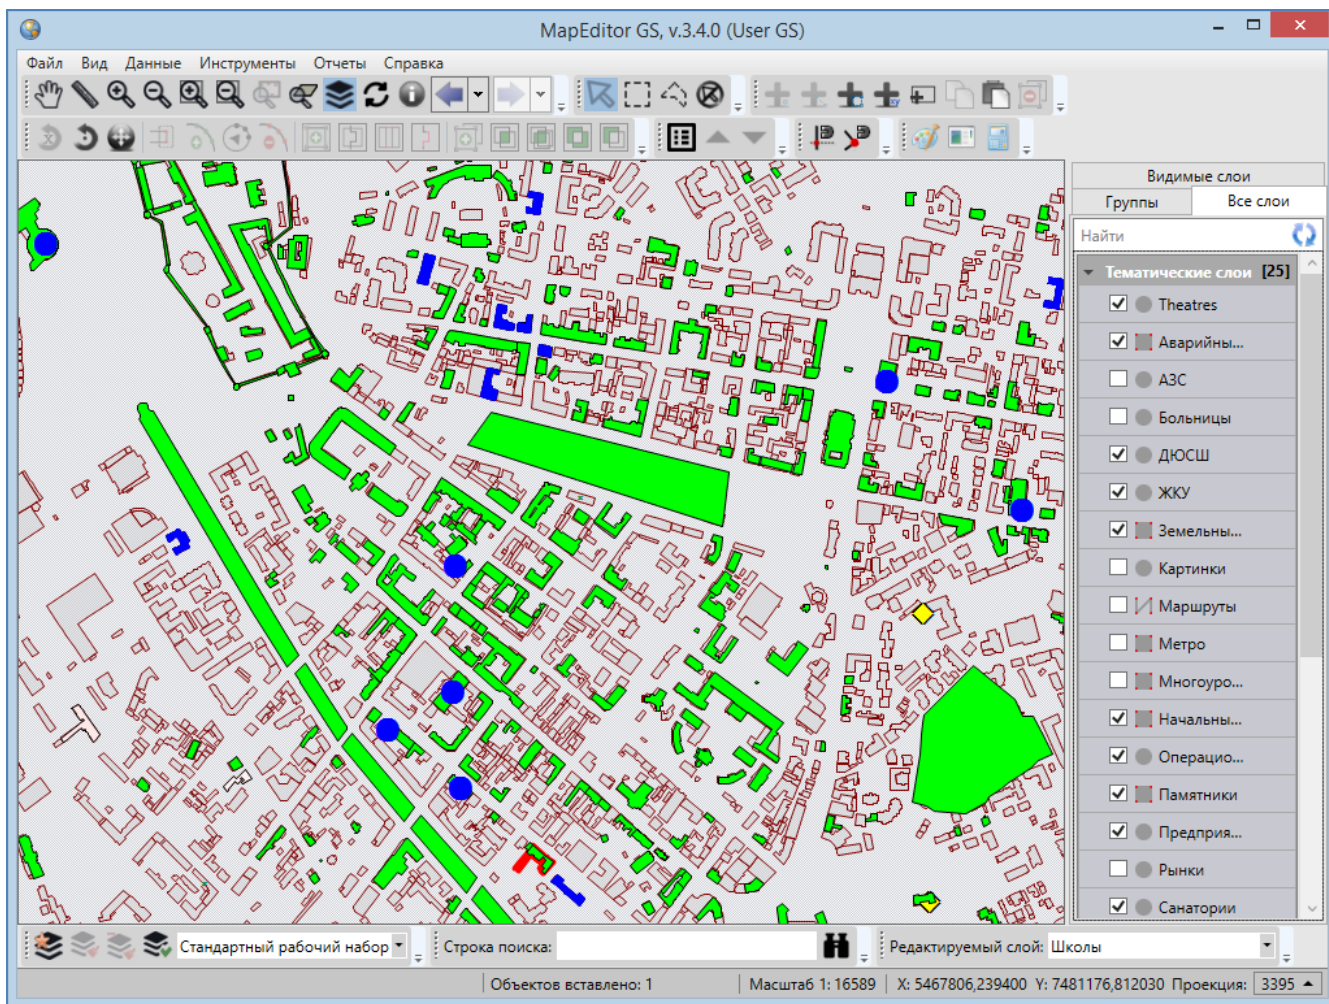 MapEditor GS, v.3.4.0 (User GS)
Файл Вид Данные Инструменты Отчеты Справка
Видимые слои
Группы Все слои
Найти
Тематические слои [25]
Theatres
Аварийны...
АЗС
Больницы
ДЮСШ
ЖКУ
Земельны...
Картинки
Маршруты
Метро
Многоуро...
Начальны...
Операцио...
Памятники
Предприя...
Рынки
Санатории
Стандартный рабочий набор Строка поиска: Редактируемый слой: Школы
Объектов вставлено: 1 Масштаб 1: 16589 X: 5467806,239400 Y: 7481176,812030 Проекция: 3395